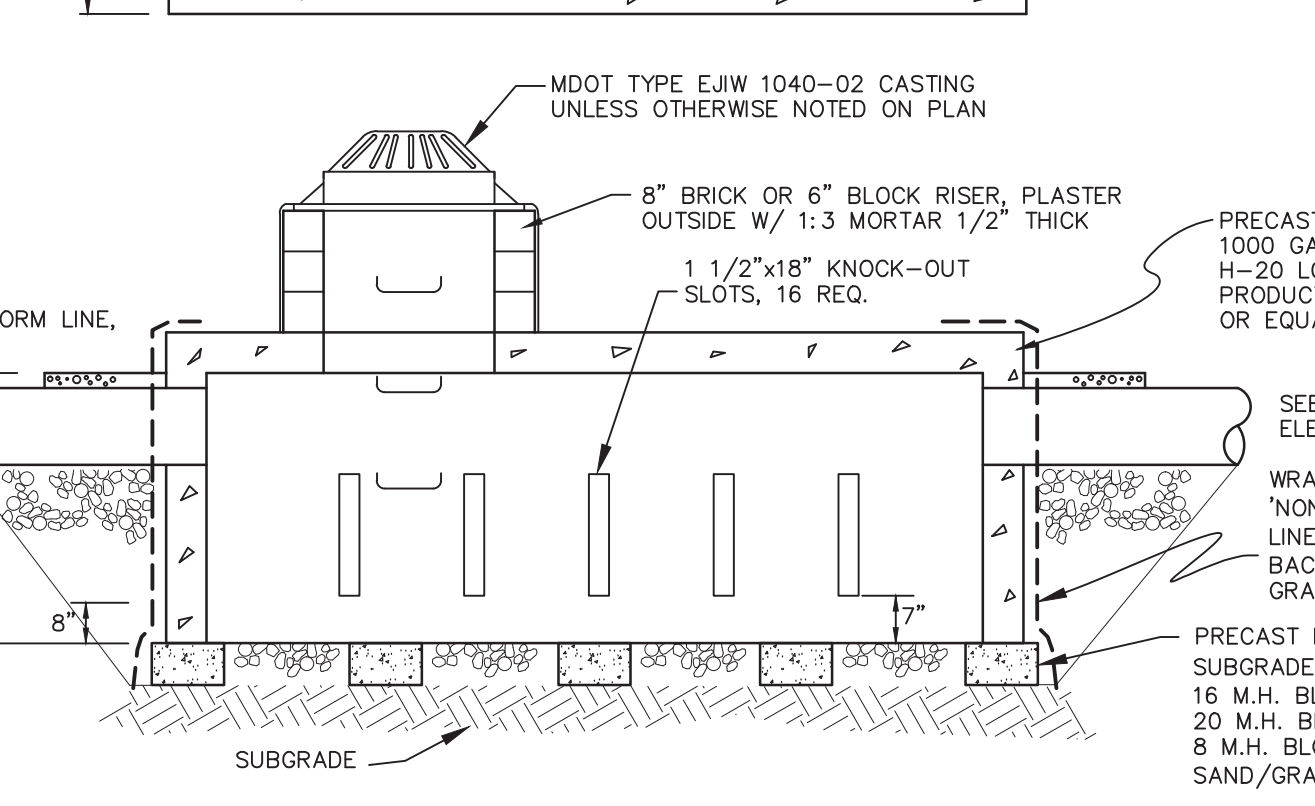 MDOT TYPE EJIW 1040-02 CASTING
UNLESS OTHERWISE NOTED ON PLAN
8" BRICK OR 6" BLOCK RISER, PLASTER
OUTSIDE W/ 1:3 MORTAR 1/2" THICK
1 1/2"x18" KNOCK-OUT
SLOTS, 16 REQ.
PRECAST
1000 GA
H-20 LO
PRODUCT
OR EQUA
ORM LINE,
SEE
ELE
WRA
'NON
LINE
BAC
GRA
8"
7"
PRECAST
SUBGRADE
16 M.H. BL
20 M.H. B
8 M.H. BLO
SAND/GRA
SUBGRADE